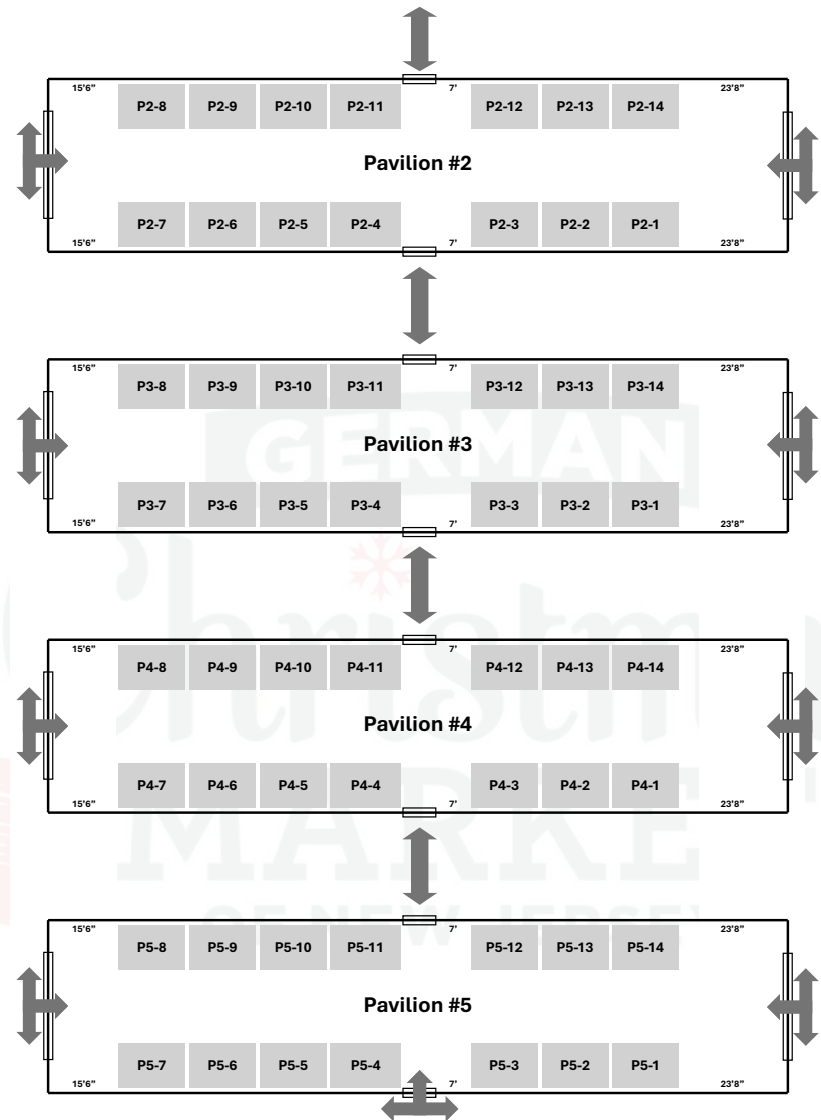 15'6" 7' 23'8"
P2-8 P2-9 P2-10 P2-11 P2-12 P2-13 P2-14
Pavilion #2
P2-7 P2-6 P2-5 P2-4 P2-3 P2-2 P2-1
15'6" 7' 23'8"
15'6" 7' 23'8"
P3-8 P3-9 P3-10 P3-11 P3-12 P3-13 P3-14
GERMAN
Pavilion #3
P3-7 P3-6 P3-5 P3-4 P3-3 P3-2 P3-1
15'6" 7' 23'8"
Christm
15'6" 7' 23'8"
P4-8 P4-9 P4-10 P4-11 P4-12 P4-13 P4-14
Pavilion #4
P4-7 P4-6 P4-5 P4-4 P4-3 P4-2 P4-1
15'6" 7' 23'8"
MARKE
OF NEW JERSEY
15'6" 7' 23'8"
P5-8 P5-9 P5-10 P5-11 P5-12 P5-13 P5-14
Pavilion #5
P5-7 P5-6 P5-5 P5-4 P5-3 P5-2 P5-1
15'6" 7' 23'8"